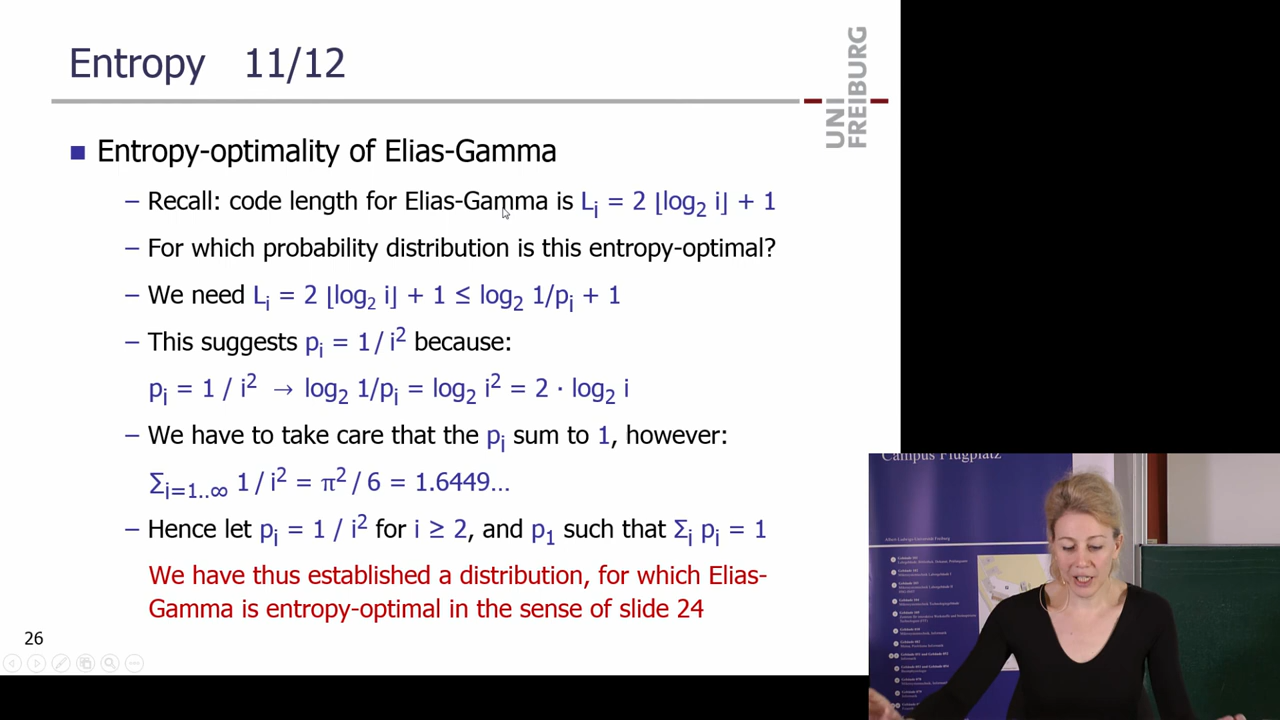 Entropy 11/12
UNI
FREIBURG
■ Entropy-optimality of Elias-Gamma
– Recall: code length for Elias-Gamma is Lᵢ = 2 ⌊log₂ i⌋ + 1
– For which probability distribution is this entropy-optimal?
– We need Lᵢ = 2 ⌊log₂ i⌋ + 1 ≤ log₂ 1/pᵢ + 1
– This suggests pᵢ = 1 / i² because:
pᵢ = 1 / i² → log₂ 1/pᵢ = log₂ i² = 2 · log₂ i
– We have to take care that the pᵢ sum to 1, however:
Σᵢ₌₁..∞ 1 / i² = π² / 6 = 1.6449...
– Hence let pᵢ = 1 / i² for i ≥ 2, and p₁ such that Σᵢ pᵢ = 1
We have thus established a distribution, for which Elias-
Gamma is entropy-optimal in the sense of slide 24
26
Campus Flugplatz